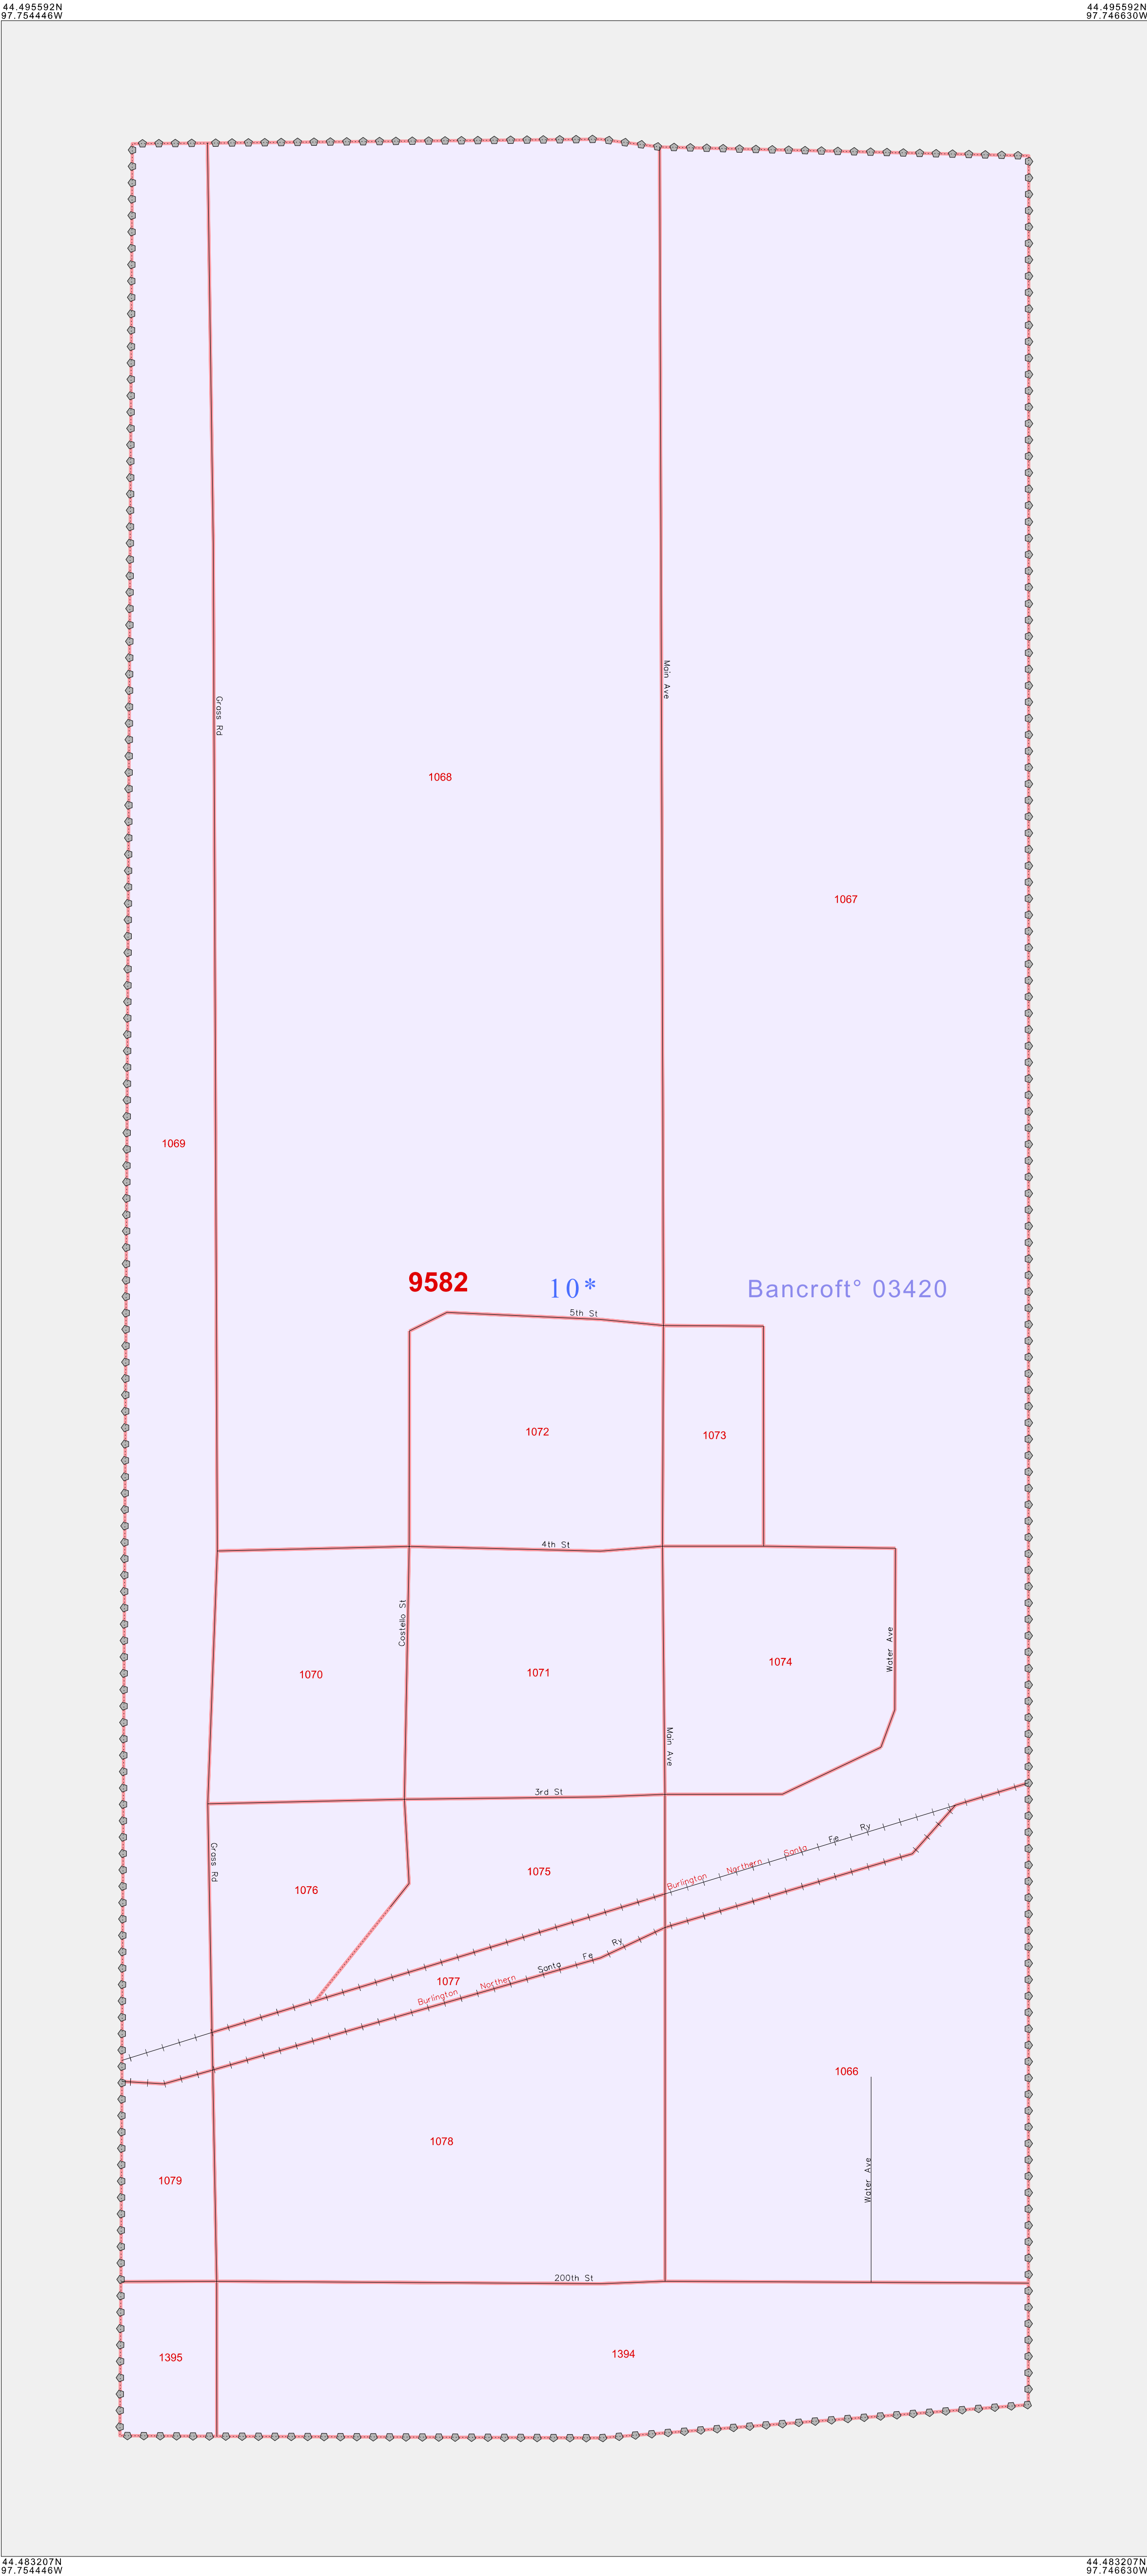 44.495592N
97.754446W
44.495592N
97.746630W
Main Ave
Grass Rd
1068
1067
1069
9582
10*
Bancroft° 03420
5th St
1072
1073
4th St
Costello St
Water Ave
1070
1071
1074
Main Ave
3rd St
Grass Rd
1076
1075
Burlington Northern Santa Fe Ry
1077
Burlington Northern Santa Fe Ry
1066
1078
1079
Water Ave
200th St
1395
1394
44.483207N
97.754446W
44.483207N
97.746630W